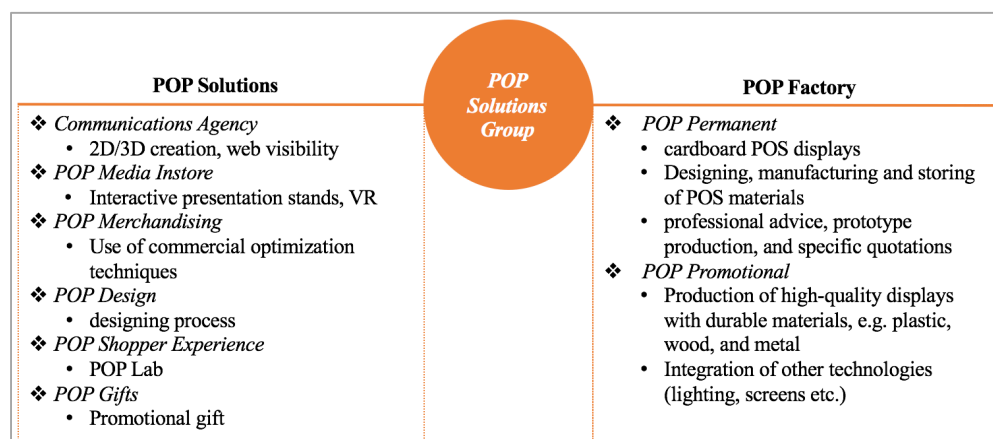 POP Solutions
❖ Communications Agency
• 2D/3D creation, web visibility
❖ POP Media Instore
• Interactive presentation stands, VR
❖ POP Merchandising
• Use of commercial optimization
techniques
❖ POP Design
• designing process
❖ POP Shopper Experience
• POP Lab
❖ POP Gifts
• Promotional gift
POP
Solutions
Group
POP Factory
❖ POP Permanent
• cardboard POS displays
• Designing, manufacturing and storing
of POS materials
• professional advice, prototype
production, and specific quotations
❖ POP Promotional
• Production of high-quality displays
with durable materials, e.g. plastic,
wood, and metal
• Integration of other technologies
(lighting, screens etc.)